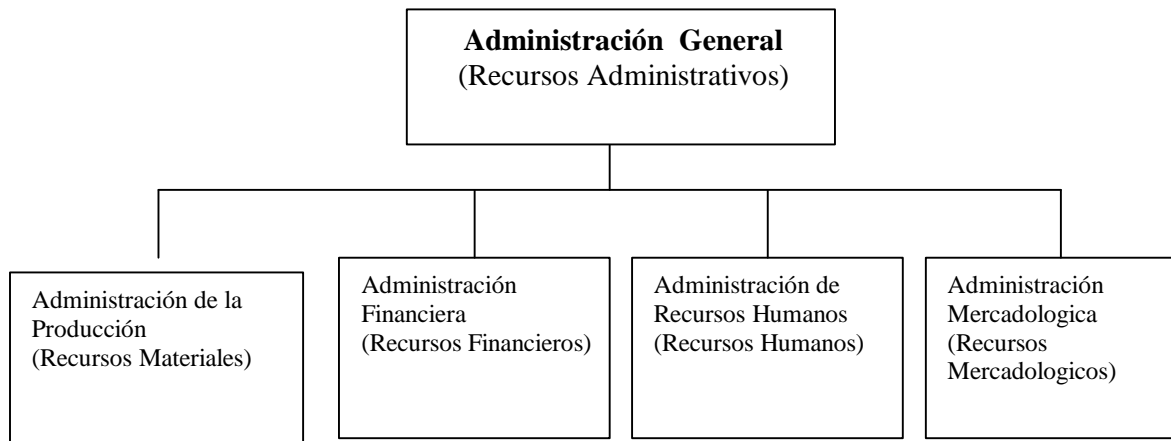 Administración General
(Recursos Administrativos)
Administración de la
Producción
(Recursos Materiales)
Administración
Financiera
(Recursos Financieros)
Administración de
Recursos Humanos
(Recursos Humanos)
Administración
Mercadologica
(Recursos
Mercadologicos)